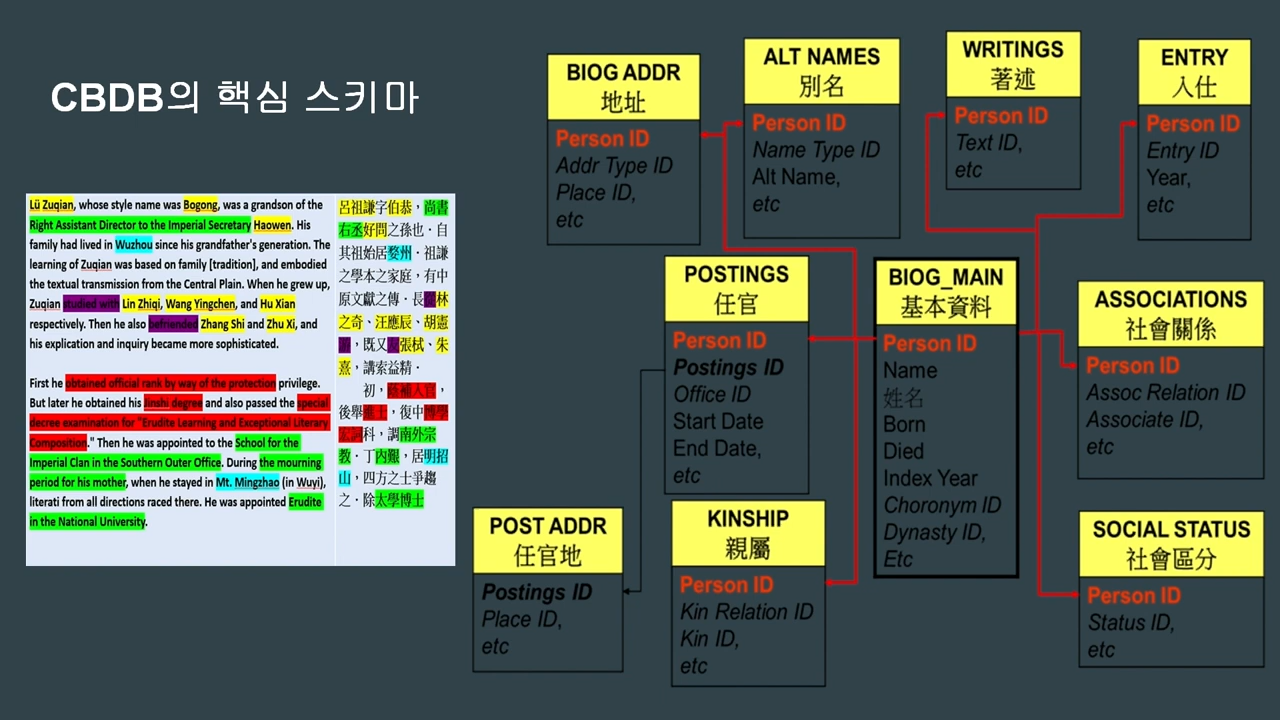 CBDB의 핵심 스키마
Lü Zuqian, whose style name was Bogong, was a grandson of the
Right Assistant Director to the Imperial Secretary Haowen. His
family had lived in Wuzhou since his grandfather's generation. The
learning of Zuqian was based on family [tradition], and embodied
the textual transmission from the Central Plain. When he grew up,
Zuqian studied with Lin Zhiqi, Wang Yingchen, and Hu Xian
respectively. Then he also befriended Zhang Shi and Zhu Xi, and
his explication and inquiry became more sophisticated.
First he obtained official rank by way of the protection privilege.
But later he obtained his Jinshi degree and also passed the special
decree examination for "Erudite Learning and Exceptional Literary
Composition." Then he was appointed to the School for the
Imperial Clan in the Southern Outer Office. During the mourning
period for his mother, when he stayed in Mt. Mingzhao (in Wuyi),
literati from all directions raced there. He was appointed Erudite
in the National University.
呂祖謙字伯恭，尚書
右丞好問之孫也．自
其祖始居婺州．祖謙
之學本之家庭，有中
原文獻之傳．長從林
之奇、汪應辰、胡憲
，既又張栻、朱
熹，講索益精．
初，蔭補入官，
後舉進士，復中博學
宏詞科，調南外宗
教．丁內艱，居明招
山，四方之士爭趨
之．除太學博士
BIOG ADDR
地址
Person ID
Addr Type ID
Place ID,
etc
ALT NAMES
別名
Person ID
Name Type ID
Alt Name,
etc
WRITINGS
著述
Person ID
Text ID,
etc
ENTRY
入仕
Person ID
Entry ID
Year,
etc
POSTINGS
任官
Person ID
Postings ID
Office ID
Start Date
End Date,
etc
BIOG_MAIN
基本資料
Person ID
Name
姓名
Born
Died
Index Year
Choronym ID
Dynasty ID,
Etc
ASSOCIATIONS
社會關係
Person ID
Assoc Relation ID
Associate ID,
etc
POST ADDR
任官地
Postings ID
Place ID,
etc
KINSHIP
親屬
Person ID
Kin Relation ID
Kin ID,
etc
SOCIAL STATUS
社會區分
Person ID
Status ID,
etc